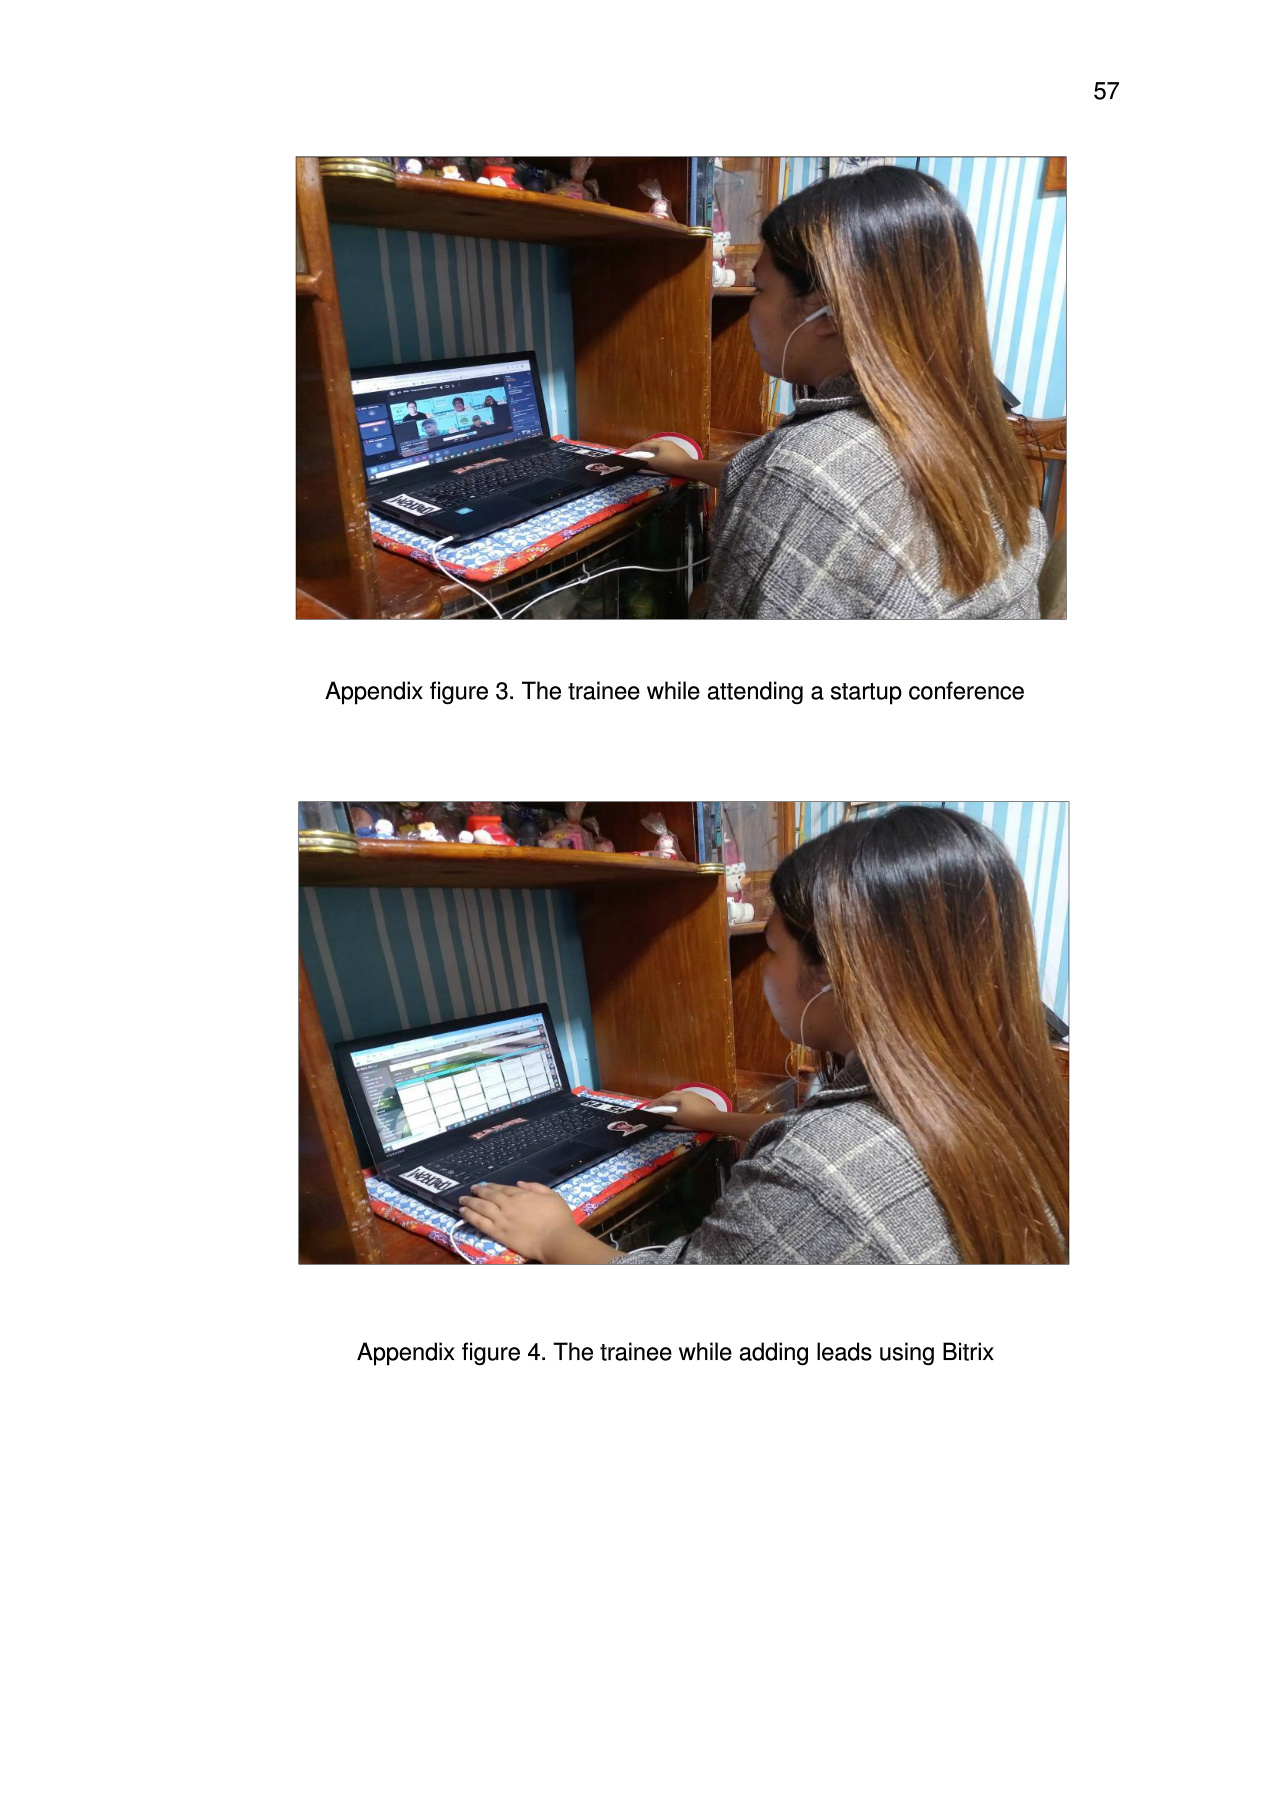 57
Appendix figure 3. The trainee while attending a startup conference
Appendix figure 4. The trainee while adding leads using Bitrix